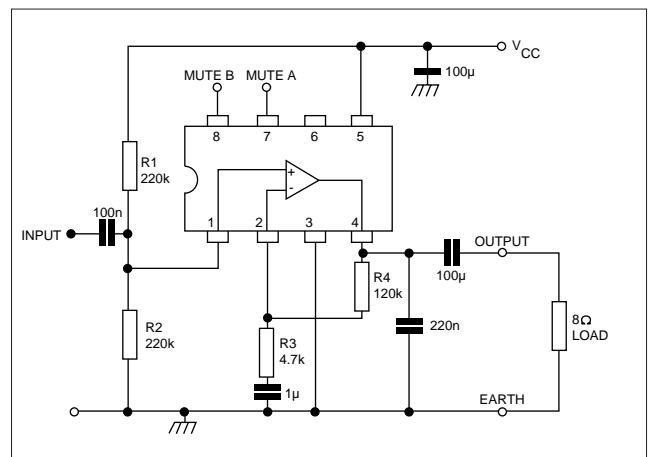 VCC
100µ
MUTE B
MUTE A
8
7
6
5
R1
220k
+
-
100n
INPUT
1
2
3
4
OUTPUT
100µ
R4
120k
R2
220k
R3
4.7k
220n
8Ω
LOAD
1µ
EARTH